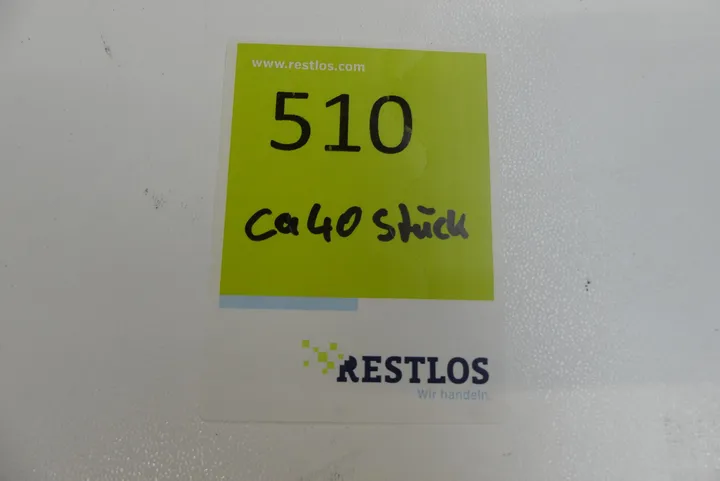 www.restlos.com
510
ca 40 Stück
RESTLOS
Wir handeln.